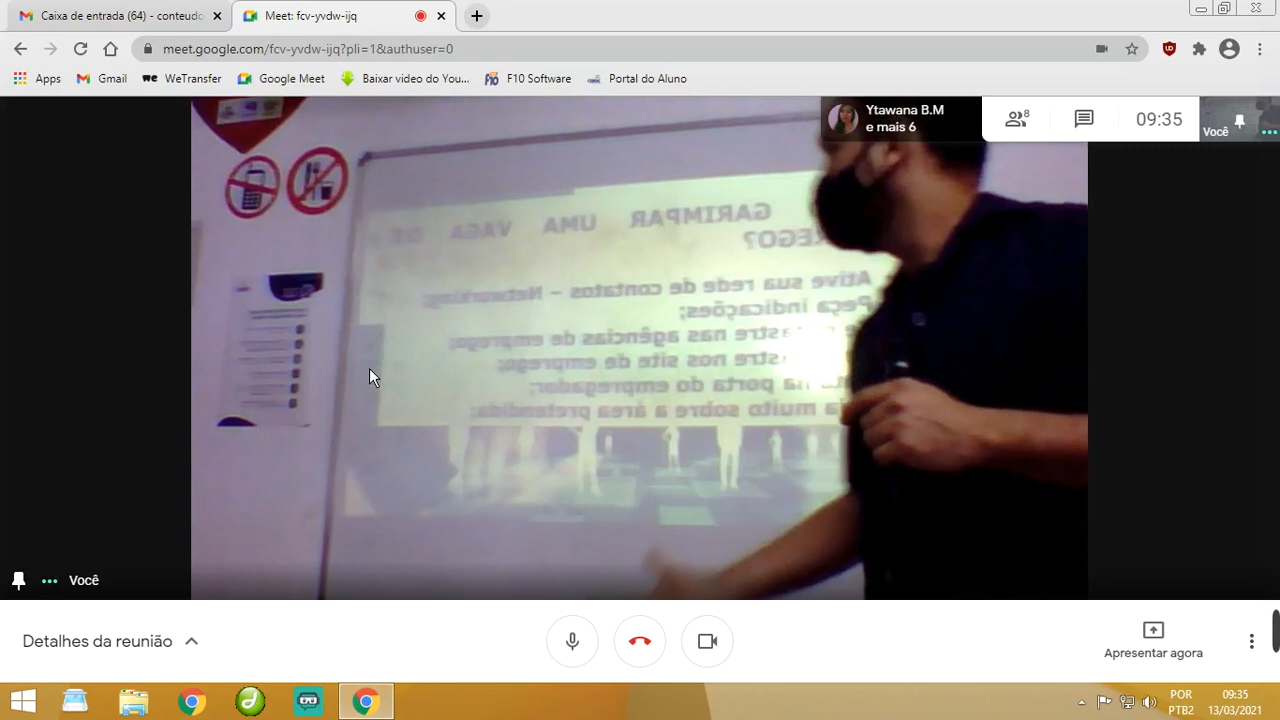 Caixa de entrada (64) - conteudo
Meet: fcv-yvdw-ijq
meet.google.com/fcv-yvdw-ijq?pli=1&authuser=0
Apps
Gmail
WeTransfer
Google Meet
Baixar video do You...
F10 Software
Portal do Aluno
Ytawana B.M
e mais 6
8
09:35
Você
GARIMPAR UMA VAGA DE
REGO?
Ative sua rede de contatos – Networking;
Peça indicações;
stre nas agências de emprego;
stre nos site de emprego;
na porta do empregador;
muito sobre a área pretendida;
Você
Detalhes da reunião
Apresentar agora
POR
PTB2
09:35
13/03/2021